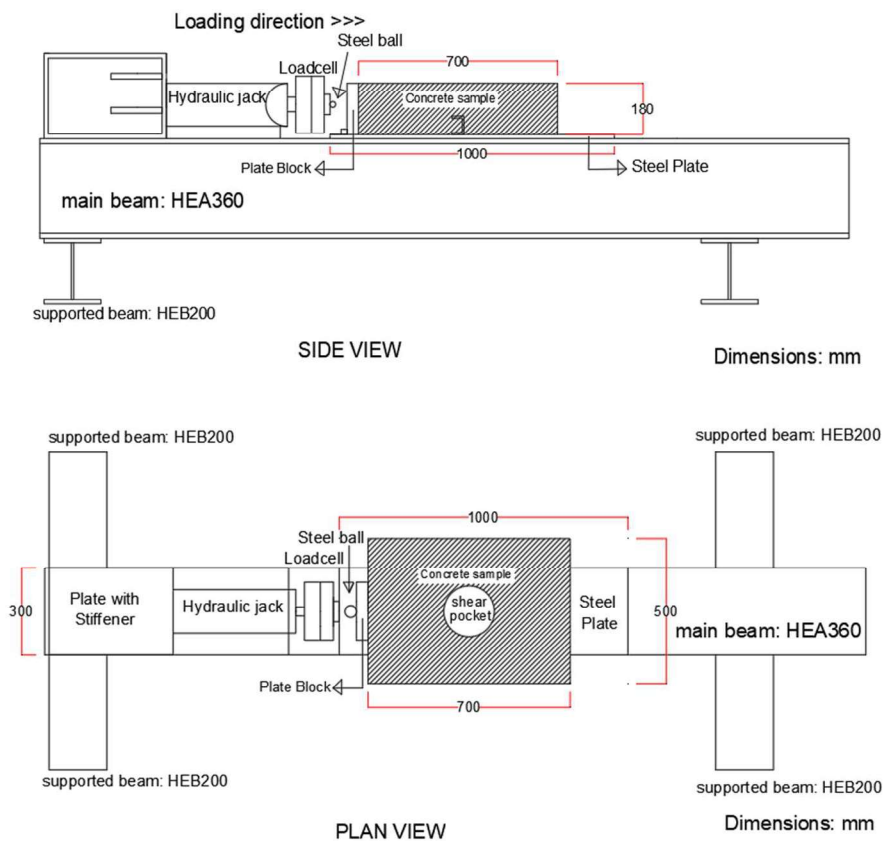 Loading direction >>>
Steel ball
Loadcell
700
Hydraulic jack
Concrete sample
180
1000
Plate Block
Steel Plate
main beam: HEA360
supported beam: HEB200
SIDE VIEW
Dimensions: mm
supported beam: HEB200
supported beam: HEB200
1000
Steel ball
Loadcell
Concrete sample
300
Plate with
Stiffener
Hydraulic jack
shear
pocket
Steel
Plate
500
main beam: HEA360
Plate Block
700
supported beam: HEB200
supported beam: HEB200
Dimensions: mm
PLAN VIEW